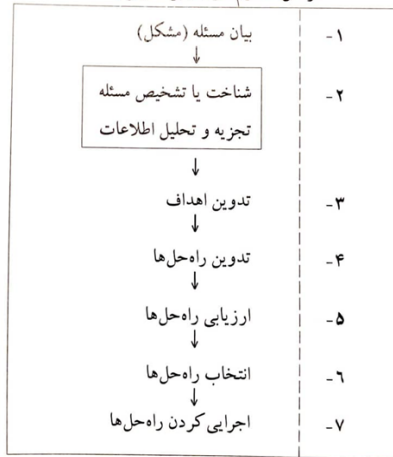 ۱- بیان مسئله (مشکل)
۲- شناخت یا تشخیص مسئله
تجزیه و تحلیل اطلاعات
۳- تدوین اهداف
۴- تدوین راه‌حل‌ها
۵- ارزیابی راه‌حل‌ها
۶- انتخاب راه‌حل‌ها
۷- اجرایی کردن راه‌حل‌ها